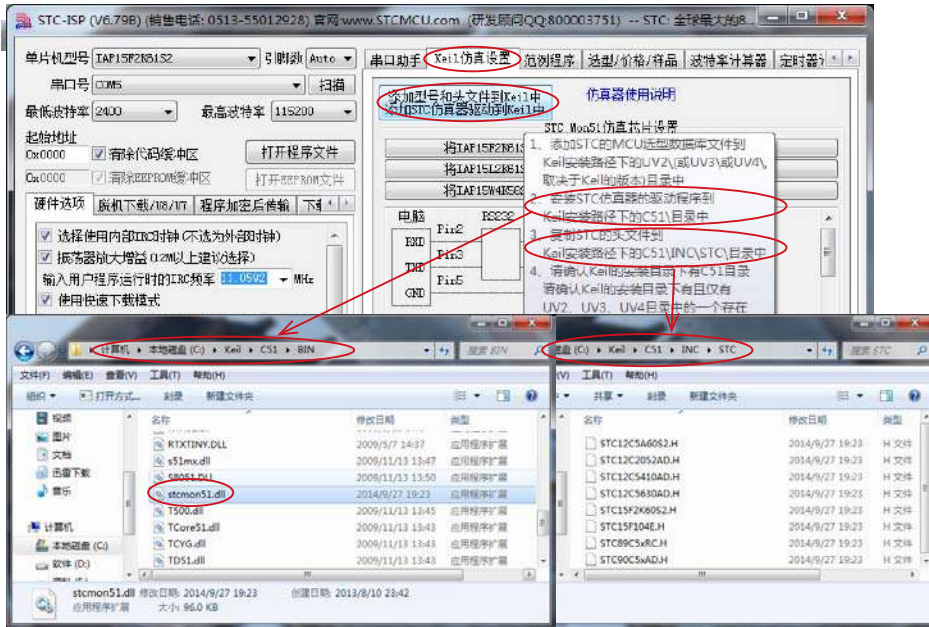 STC-ISP (V6.79B) (销售电话: 0513-55012928) 官网:www.STCMCU.com (研发顾问QQ:800003751) -- STC: 全球最大的8...
单片机型号 IAP15F2K61S2 引脚数 Auto
串口号 COM5 扫描
最低波特率 2400 最高波特率 115200
起始地址
0x0000 清除代码缓冲区 打开程序文件
0x0000 清除EEPROM缓冲区 打开EEPROM文件
硬件选项 脱机下载/U8/U7 程序加密后传输
选择使用内部IRC时钟(不选为外部时钟)
振荡器放大增益(12M以上建议选择)
输入用户程序运行时的IRC频率 11.0592 MHz
使用快速下载模式
串口助手 Keil仿真设置 范例程序 选型/价格/样品 波特率计算器 定时器
添加型号和头文件到Keil中
添加STC仿真器驱动到Keil中
仿真器使用说明
STC Mon51仿真芯片设置
将IAP15F2K61S
将IAP15L2K61S
将IAP15W4K58S
电脑 RS232
Pin2
RXD
Pin3
TXD
Pin5
GND
1、添加STC的MCU选型数据库文件到
Keil安装路径下的UV2\(或UV3\或UV4\,
取决于Keil的版本)目录中
2、安装STC仿真器的驱动程序到
Keil安装路径下的C51\目录中
3、复制STC的头文件到
Keil安装路径下的C51\INC\STC\目录中
4、请确认Keil的安装目录下有C51目录
请确认Keil的安装目录下有且仅有
UV2、UV3、UV4目录中的一个存在
计算机 本地磁盘 (C:) Keil C51 BIN
搜索 BIN
文件(F) 编辑(E) 查看(V) 工具(T) 帮助(H)
组织 打开方式... 刻录 新建文件夹
视频
图片
文档
迅雷下载
音乐
计算机
本地磁盘 (C:)
软件 (D:)
名称 修改日期 类型
RTXTINY.DLL 2009/5/7 14:37 应用程序扩展
s51mx.dll 2009/11/13 13:47 应用程序扩展
S8051.DLL 2009/11/13 13:50 应用程序扩展
stcmon51.dll 2014/9/27 19:23 应用程序扩展
T500.dll 2009/11/13 13:45 应用程序扩展
TCore51.dll 2009/11/13 13:43 应用程序扩展
TCYG.dll 2009/11/13 13:43 应用程序扩展
TD51.dll 2009/11/13 13:43 应用程序扩展
stcmon51.dll 修改日期: 2014/9/27 19:23 创建日期: 2013/8/10 23:42
应用程序扩展 大小: 96.0 KB
磁盘 (C:) Keil C51 INC STC
搜索 STC
(V) 工具(T) 帮助(H)
共享 刻录 新建文件夹
名称 修改日期 类型
STC12C5A60S2.H 2014/9/27 19:23 H 文件
STC12C2052AD.H 2014/9/27 19:23 H 文件
STC12C5410AD.H 2014/9/27 19:23 H 文件
STC12C5630AD.H 2014/9/27 19:23 H 文件
STC15F2K60S2.H 2014/9/27 19:23 H 文件
STC15F104E.H 2014/9/27 19:23 H 文件
STC89C5xRC.H 2014/9/27 19:23 H 文件
STC90C5xAD.H 2014/9/27 19:23 H 文件